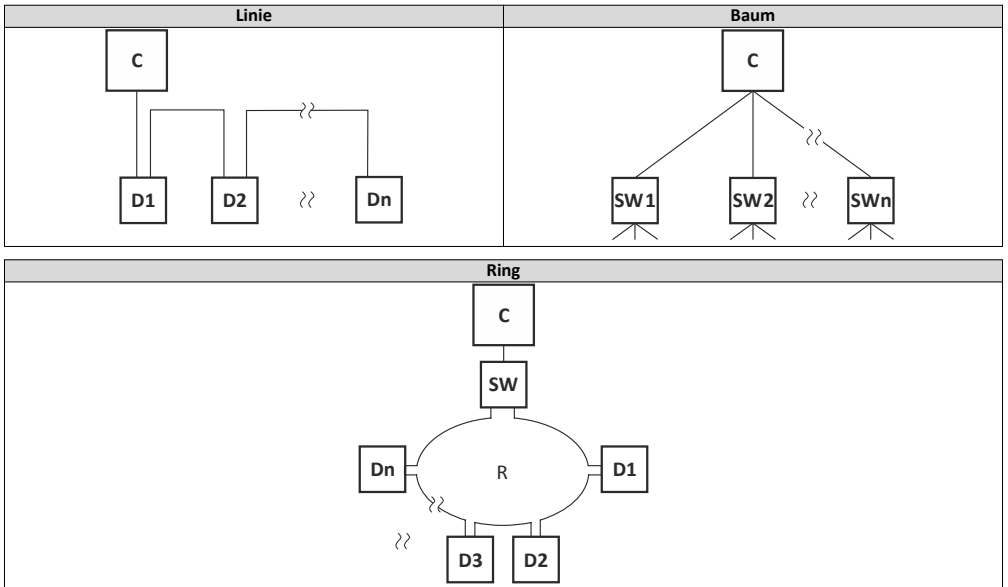 Linie
Baum
C
D1 D2 Dn
C
SW1 SW2 SWn
Ring
C
SW
Dn R D1
D3 D2